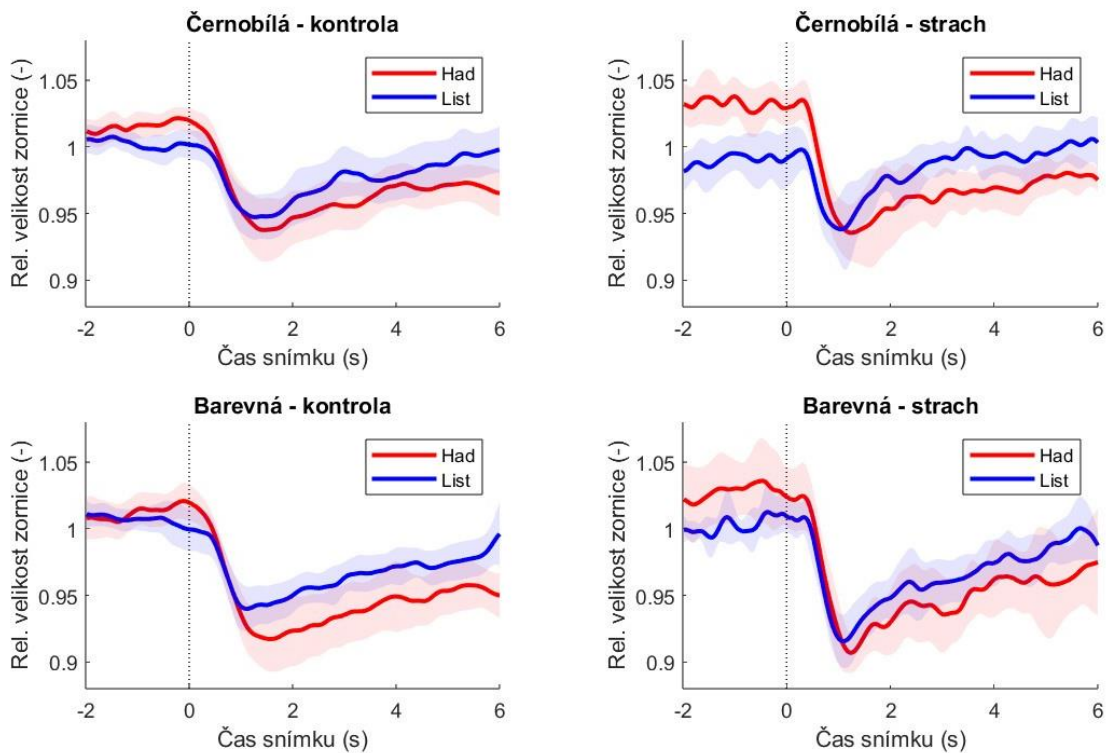 Černobílá - kontrola
Rel. velikost zornice (-)
1.05
1
0.95
0.9
Had
List
-2 0 2 4 6
Čas snímku (s)
Černobílá - strach
Rel. velikost zornice (-)
1.05
1
0.95
0.9
Had
List
-2 0 2 4 6
Čas snímku (s)
Barevná - kontrola
Rel. velikost zornice (-)
1.05
1
0.95
0.9
Had
List
-2 0 2 4 6
Čas snímku (s)
Barevná - strach
Rel. velikost zornice (-)
1.05
1
0.95
0.9
Had
List
-2 0 2 4 6
Čas snímku (s)